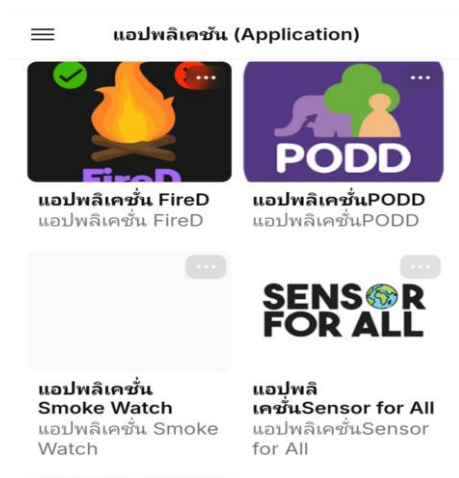 แอปพลิเคชัน (Application)
FireD
PODD
แอปพลิเคชั่น FireD
แอปพลิเคชั่น FireD
แอปพลิเคชั่นPODD
แอปพลิเคชั่นPODD
SENSOR
FOR ALL
แอปพลิเคชั่น
Smoke Watch
แอปพลิเคชั่น Smoke
Watch
แอปพลิ
เคชั่นSensor for All
แอปพลิเคชั่นSensor
for All